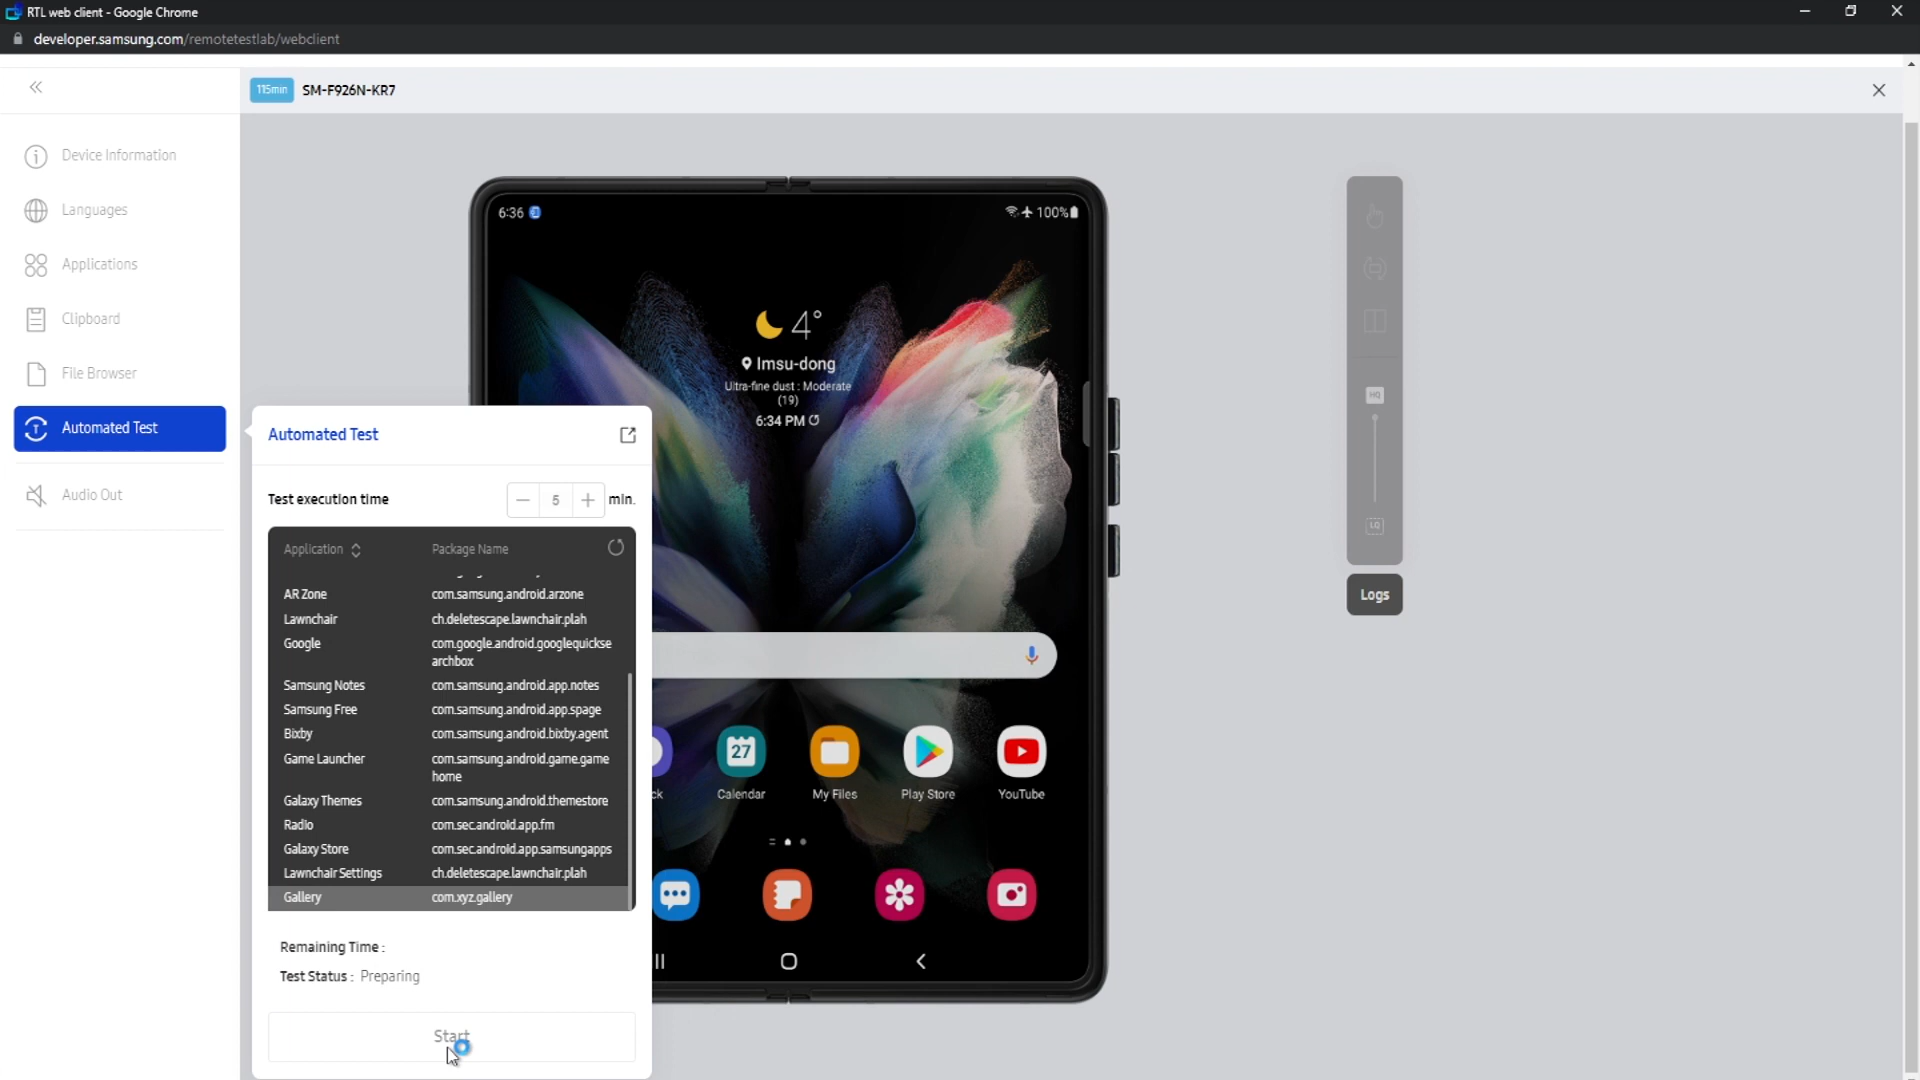 RTL web client - Google Chrome
developer.samsung.com/remotetestlab/webclient
115min SM-F926N-KR7
Device Information
Languages
Applications
Clipboard
File Browser
Automated Test
Audio Out
Automated Test
Test execution time 5 min.
Application Package Name
AR Zone com.samsung.android.arzone
Lawnchair ch.deletescape.lawnchair.plah
Google com.google.android.googlequickse
archbox
Samsung Notes com.samsung.android.app.notes
Samsung Free com.samsung.android.app.spage
Bixby com.samsung.android.bixby.agent
Game Launcher com.samsung.android.game.game
home
Galaxy Themes com.samsung.android.themestore
Radio com.sec.android.app.fm
Galaxy Store com.sec.android.app.samsungapps
Lawnchair Settings ch.deletescape.lawnchair.plah
Gallery com.xyz.gallery
Remaining Time :
Test Status : Preparing
Start
6:36 100%
4°
Imsu-dong
Ultra-fine dust : Moderate
(19)
6:34 PM
27
ck Calendar My Files Play Store YouTube
HQ
LQ
Logs